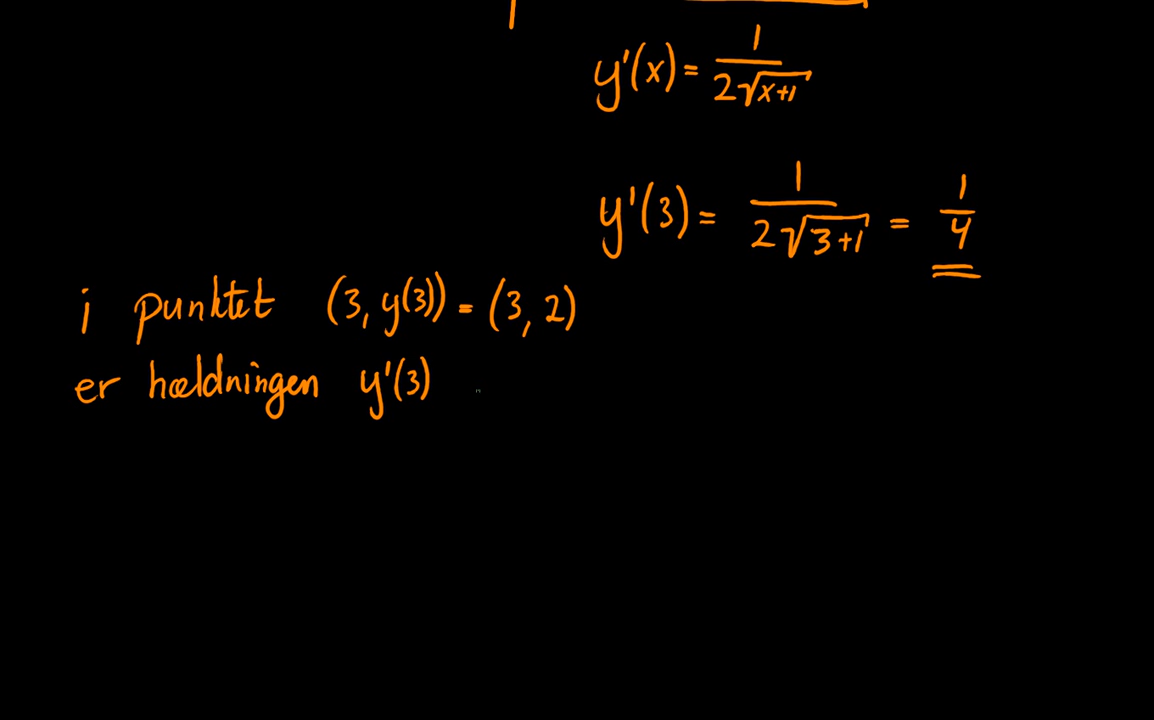 y'(x) = 1/(2√(x+1))
y'(3) = 1/(2√(3+1)) = 1/4
i punktet (3, y(3)) = (3, 2)
er hældningen y'(3)